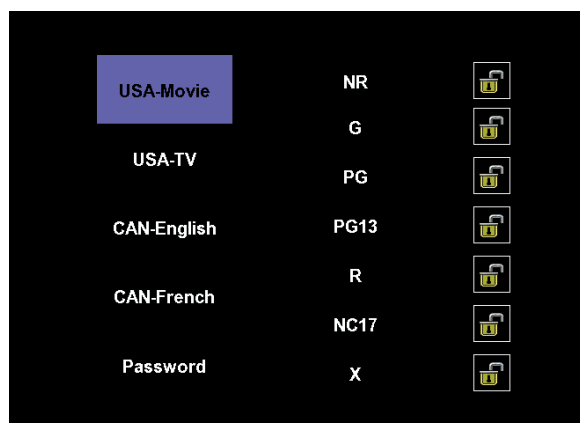 USA-Movie
USA-TV
CAN-English
CAN-French
Password
NR
G
PG
PG13
R
NC17
X